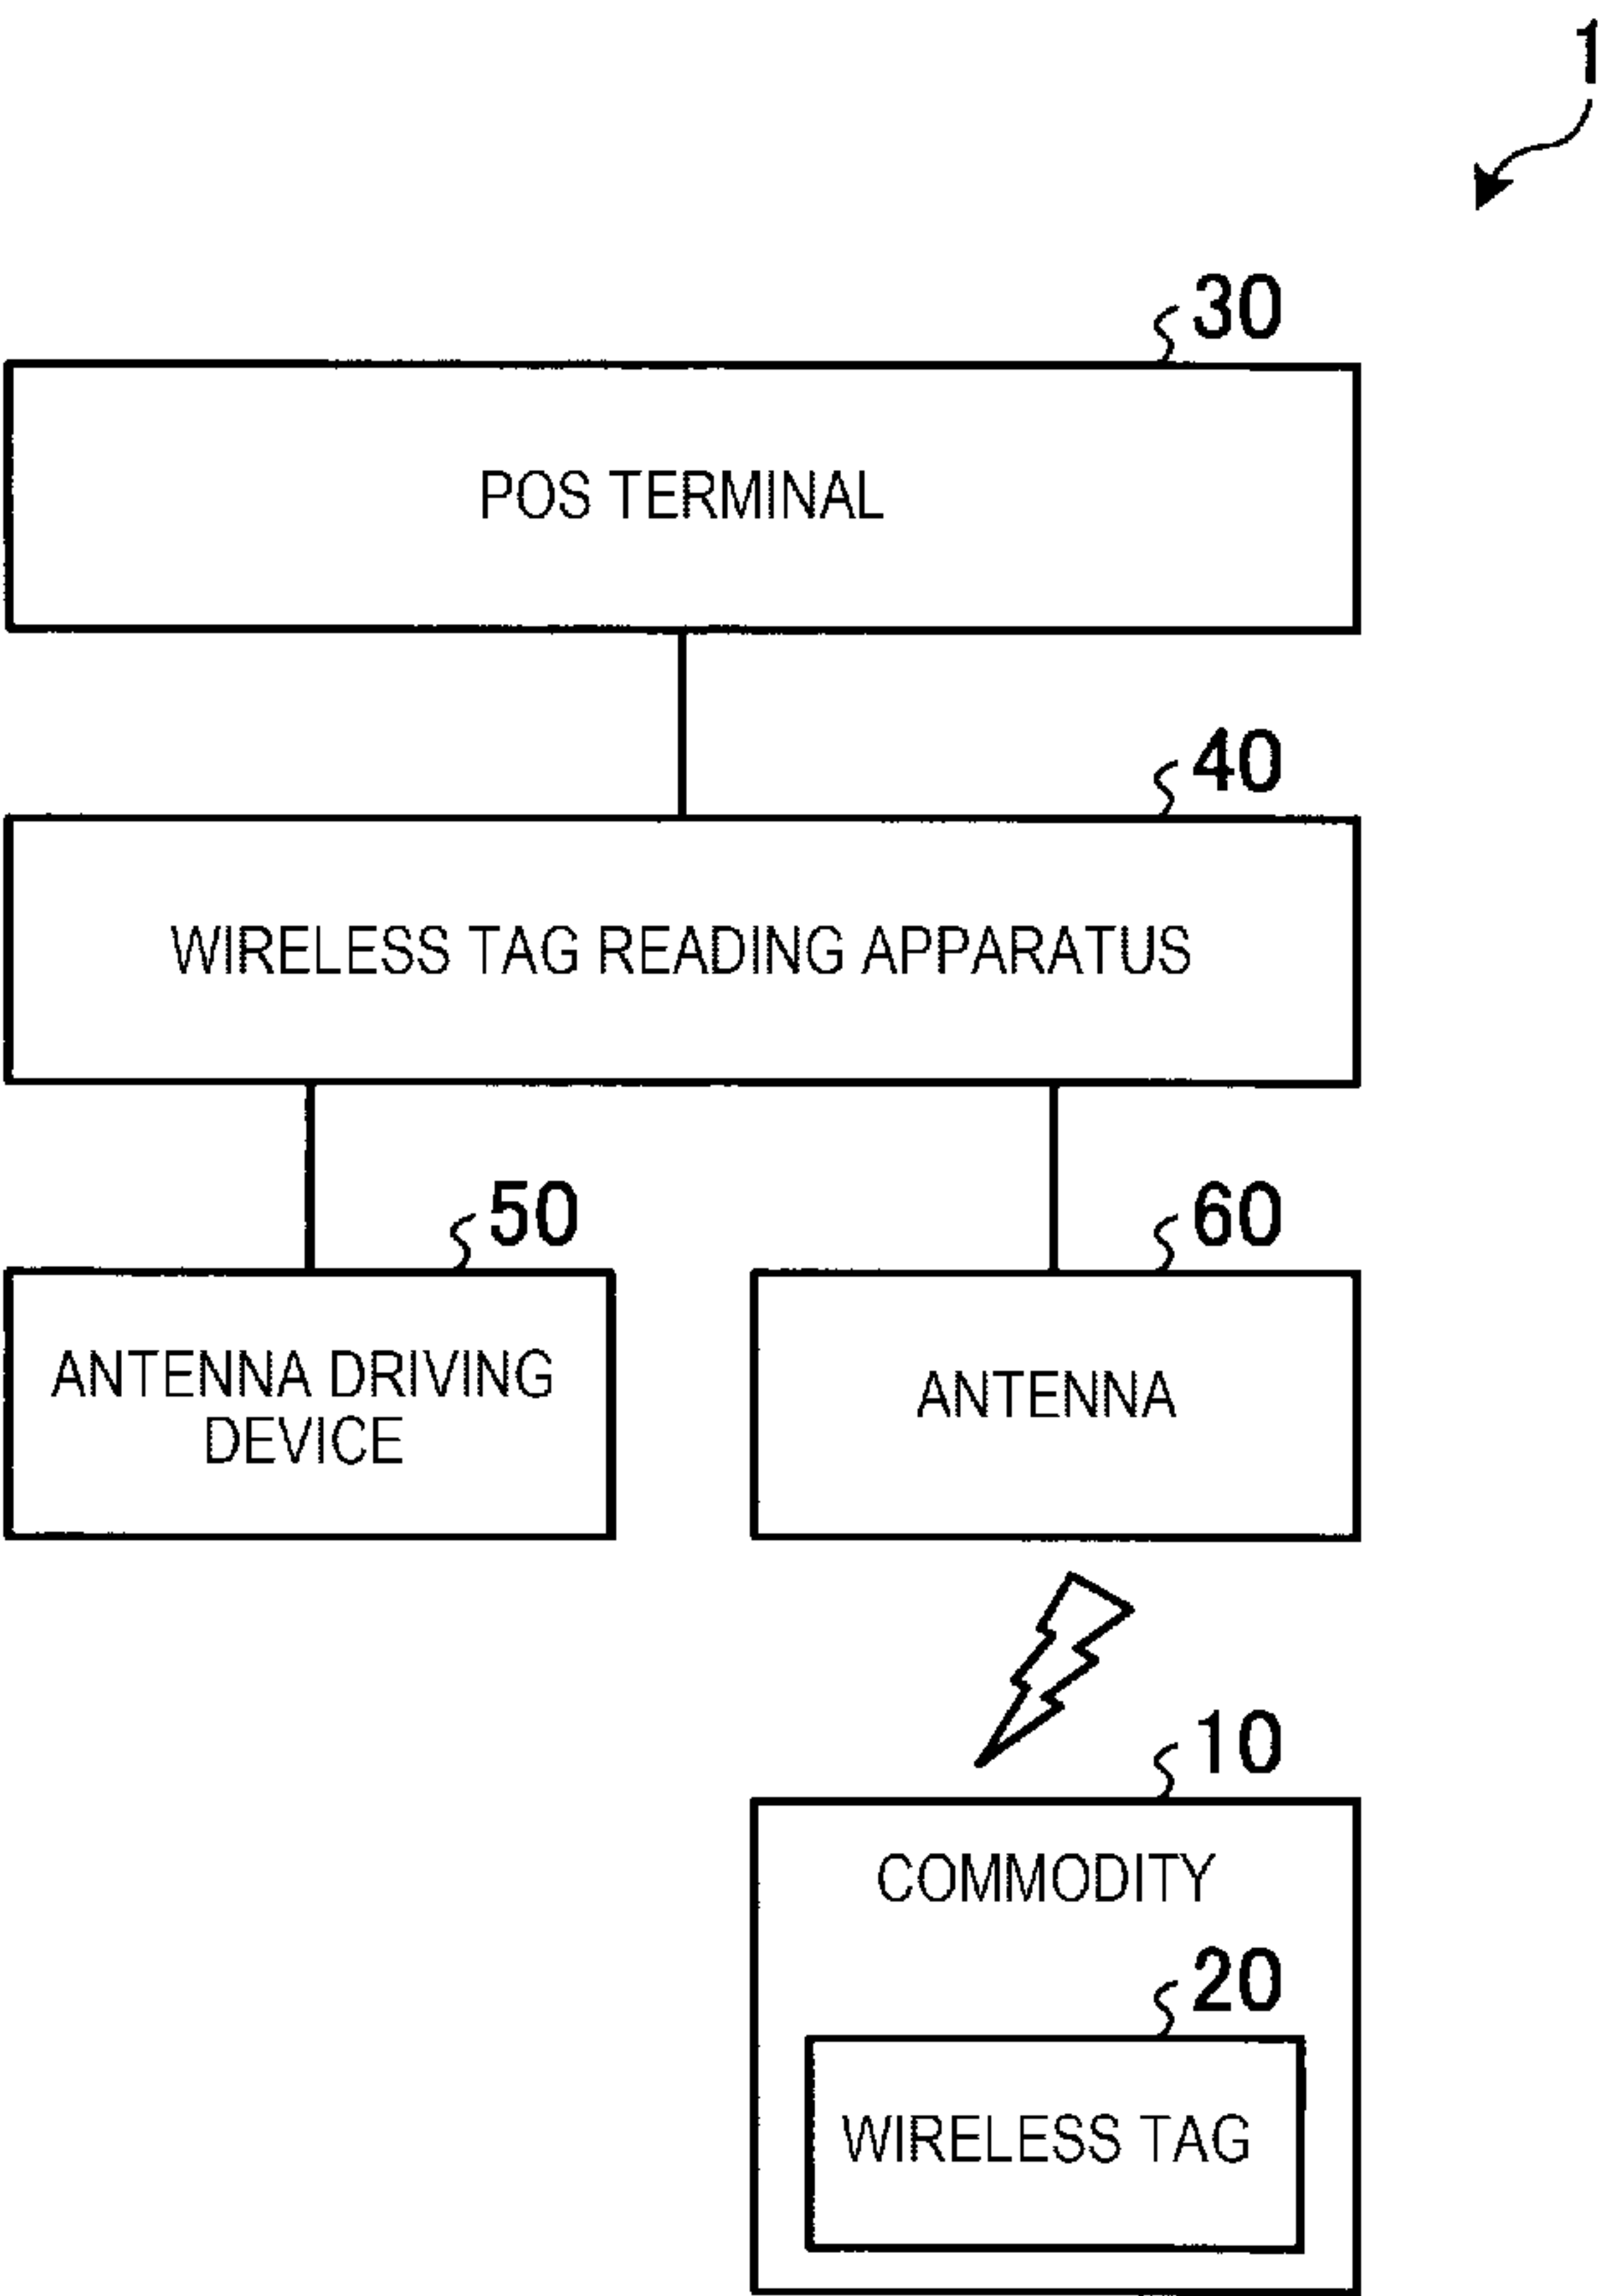 1
30
POS TERMINAL
40
WIRELESS TAG READING APPARATUS
50
60
ANTENNA DRIVING
DEVICE
ANTENNA
10
COMMODITY
20
WIRELESS TAG